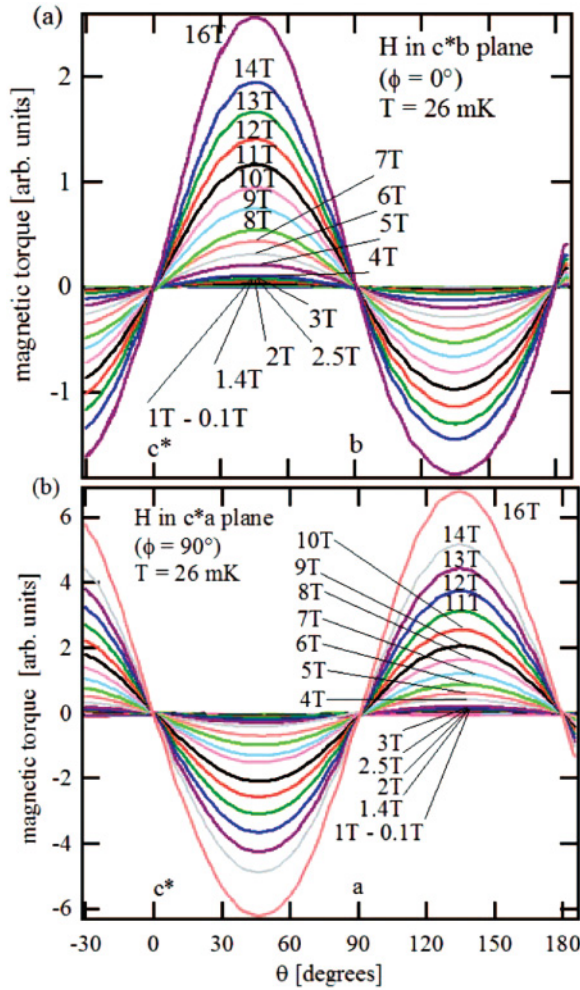 (a)
16T
H in c*b plane
(ϕ = 0°)
T = 26 mK
14T
13T
12T
11T
10T
9T
8T
7T
6T
5T
4T
3T
2.5T
2T
1.4T
1T - 0.1T
c*
b
2
1
0
-1
magnetic torque [arb. units]
(b)
H in c*a plane
(ϕ = 90°)
T = 26 mK
16T
14T
13T
12T
11T
10T
9T
8T
7T
6T
5T
4T
3T
2.5T
2T
1.4T
1T - 0.1T
c*
a
6
4
2
0
-2
-4
-6
magnetic torque [arb. units]
-30 0 30 60 90 120 150 180
θ [degrees]